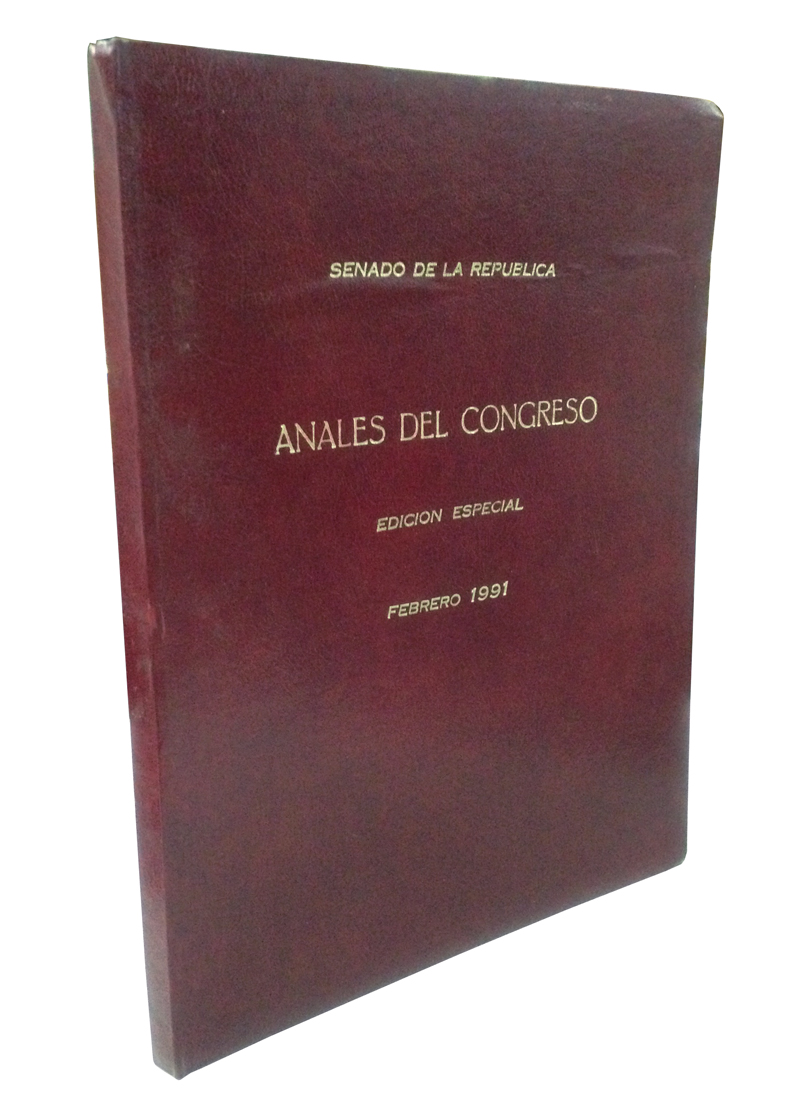 SENADO DE LA REPUBLICA
ANALES DEL CONGRESO
EDICION ESPECIAL
FEBRERO 1991